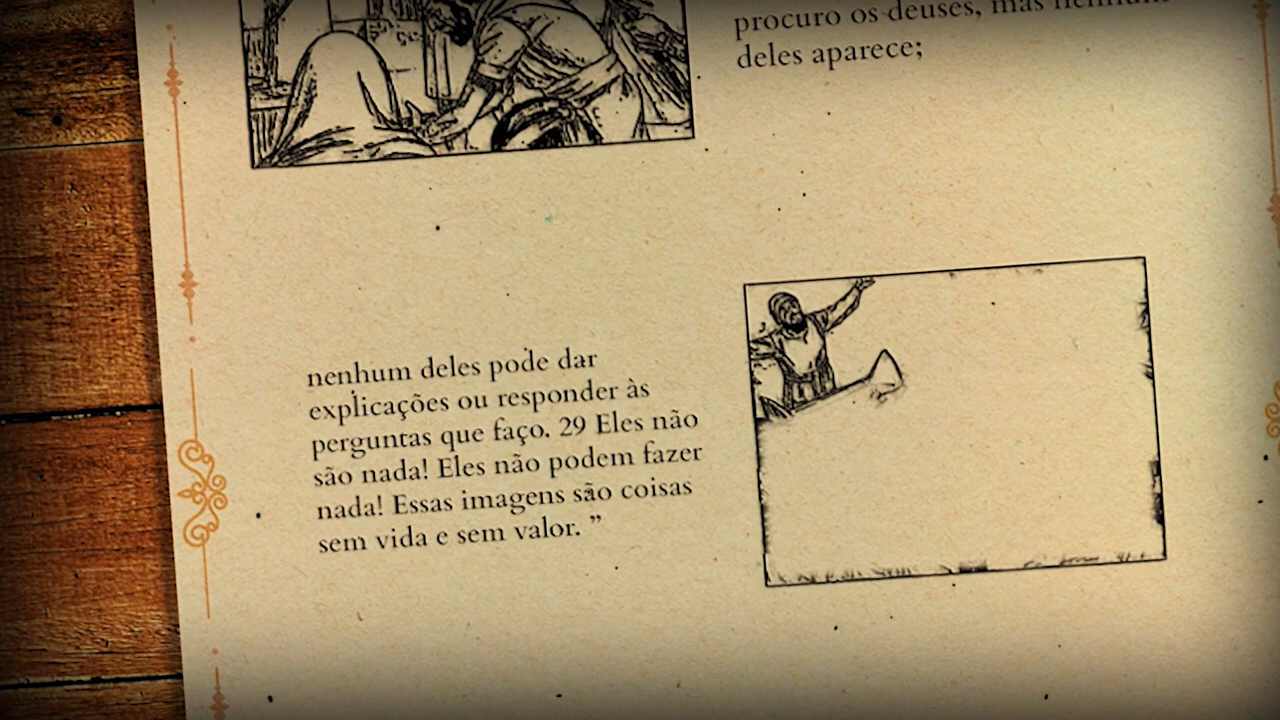 procuro os deuses, mas nenhum
deles aparece;
nenhum deles pode dar
explicações ou responder às
perguntas que faço. 29 Eles não
são nada! Eles não podem fazer
nada! Essas imagens são coisas
sem vida e sem valor. ”